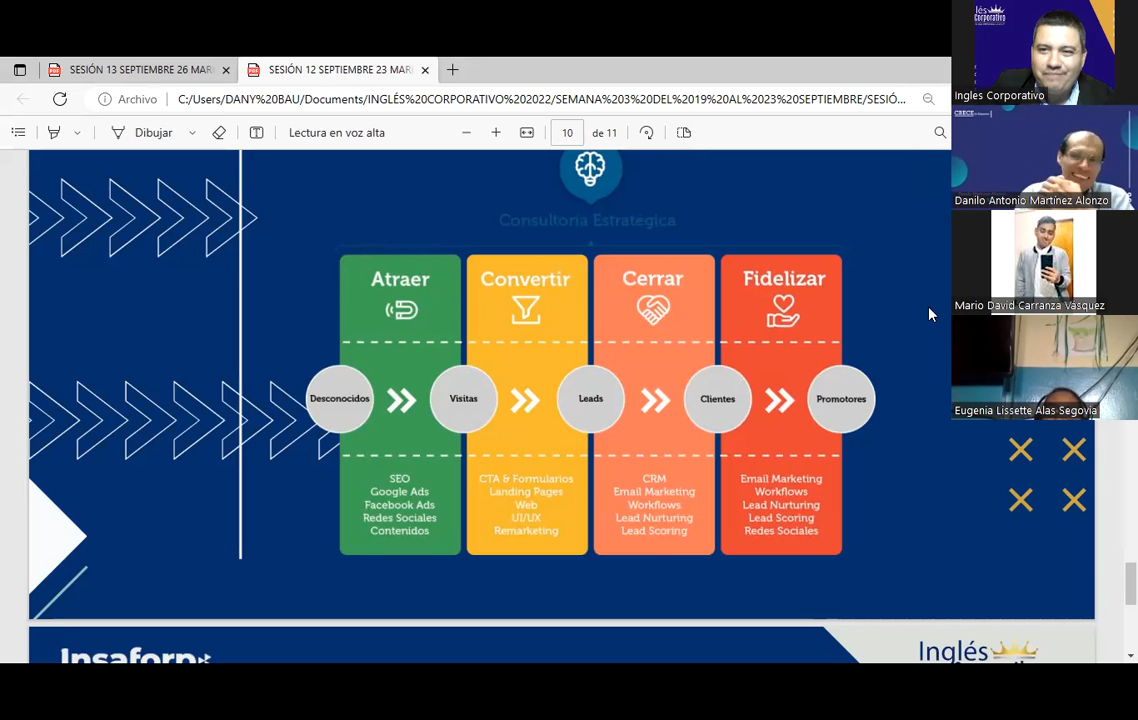 SESIÓN 13 SEPTIEMBRE 26 MAR
SESIÓN 12 SEPTIEMBRE 23 MAR
Archivo
C:/Users/DANY%20BAU/Documents/INGLÉS%20CORPORATIVO%202022/SEMANA%203%20DEL%2019%20AL%2023%20SEPTIEMBRE/SESIÓ...
Dibujar
Lectura en voz alta
10 de 11
Consultoría Estratégica
Atraer
Convertir
Cerrar
Fidelizar
Desconocidos
Visitas
Leads
Clientes
Promotores
SEO
Google Ads
Facebook Ads
Redes Sociales
Contenidos
CTA & Formularios
Landing Pages
Web
UI/UX
Remarketing
CRM
Email Marketing
Workflows
Lead Nurturing
Lead Scoring
Email Marketing
Workflows
Lead Nurturing
Lead Scoring
Redes Sociales
Insaforp
Inglés
Corporativo
Ingles Corporativo
CRECE
Danilo Antonio Martínez Alonzo
Mario David Carranza Vásquez
Eugenia Lissette Alas Segovia